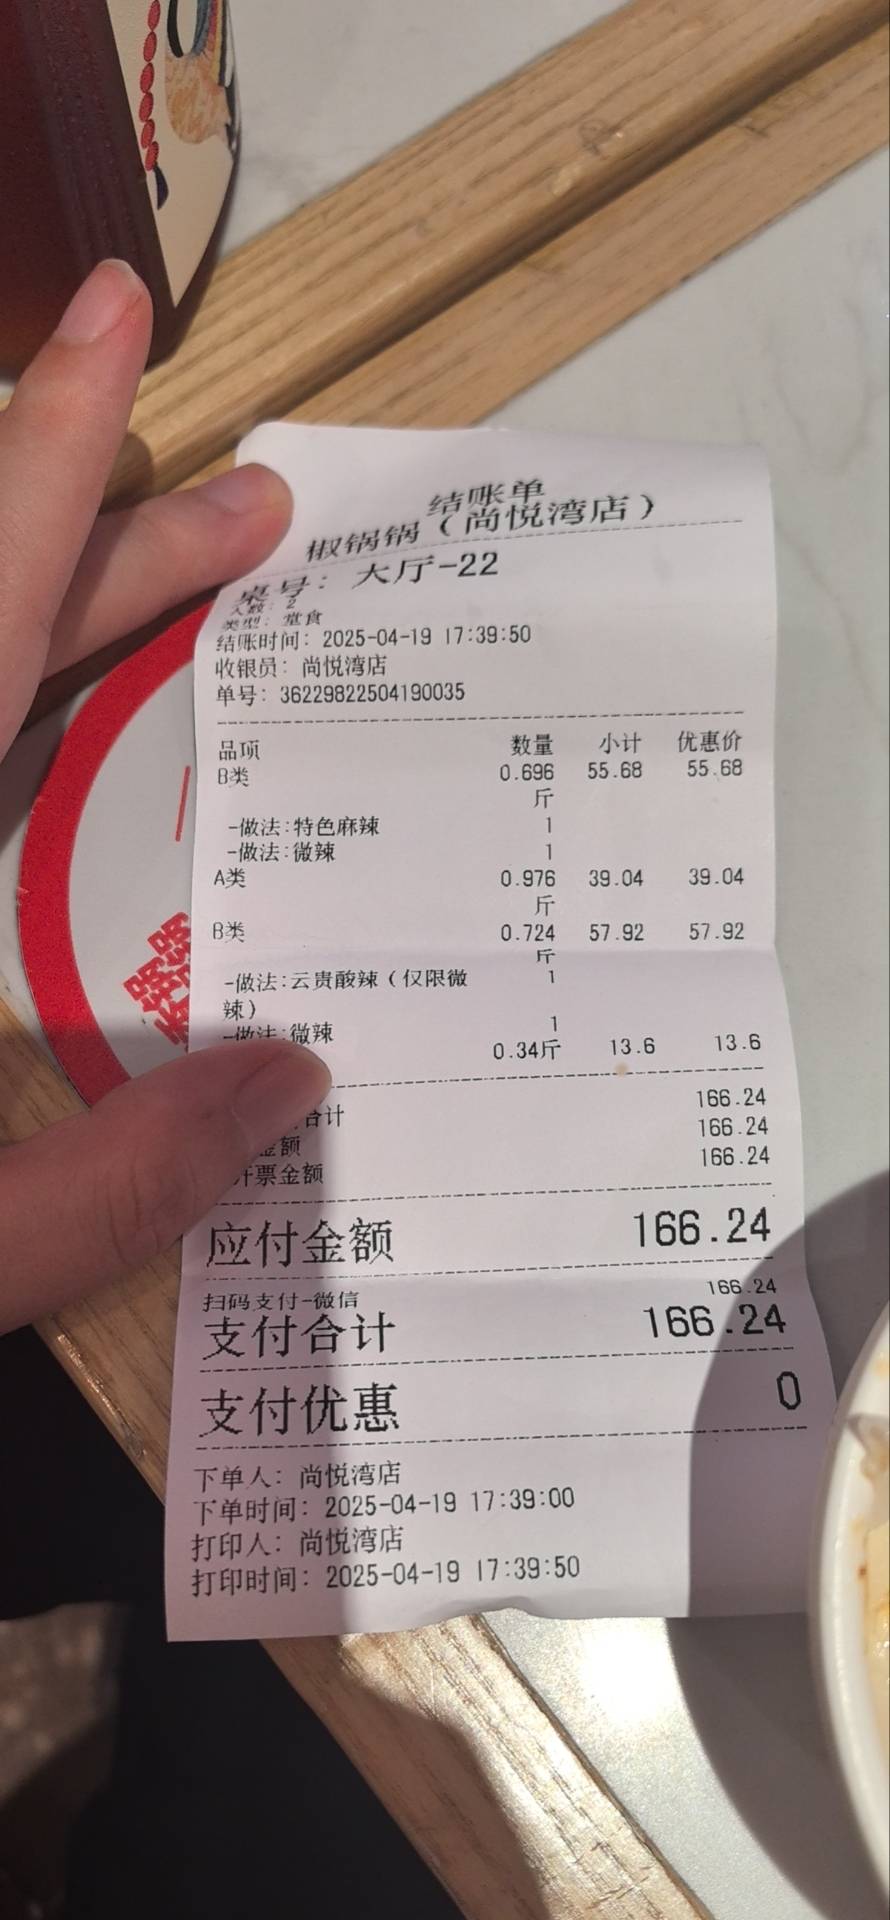 结账单
椒锅锅（尚悦湾店）
桌号：大厅-22
人数：2
类型：堂食
结账时间：2025-04-19 17:39:50
收银员：尚悦湾店
单号：36229822504190035
品项 数量 小计 优惠价
B类 0.696 55.68 55.68
斤
-做法:特色麻辣 1
-做法:微辣 1
A类 0.976 39.04 39.04
斤
B类 0.724 57.92 57.92
斤
-做法:云贵酸辣（仅限微 1
辣）
-做法:微辣 1
0.34斤 13.6 13.6
合计 166.24
金额 166.24
开票金额 166.24
应付金额 166.24
扫码支付-微信 166.24
支付合计 166.24
支付优惠 0
下单人：尚悦湾店
下单时间：2025-04-19 17:39:00
打印人：尚悦湾店
打印时间：2025-04-19 17:39:50